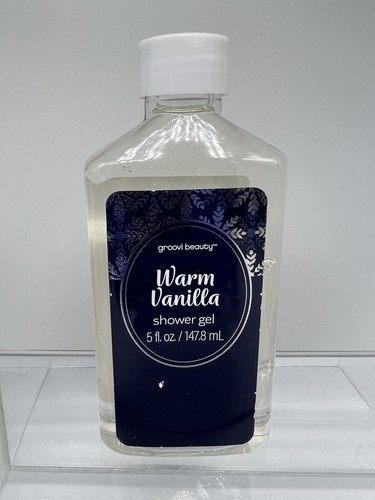 groovi beauty™
Warm
Vanilla
shower gel
5 fl. oz. / 147.8 mL